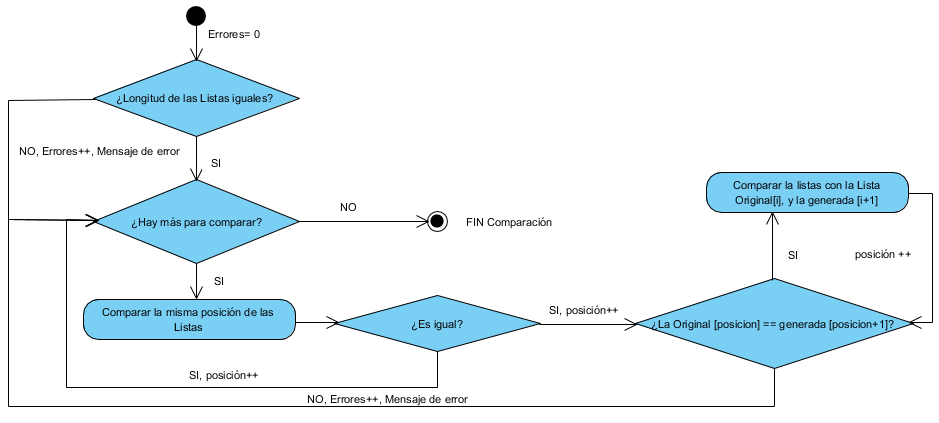 Errores= 0
¿Longitud de las Listas iguales?
NO, Errores++, Mensaje de error
SI
¿Hay más para comparar?
NO
FIN Comparación
SI
Comparar la misma posición de las
Listas
¿Es igual?
SI, posición++
SI, posición++
¿La Original [posicion] == generada [posicion+1]?
SI
Comparar la listas con la Lista
Original[i], y la generada [i+1]
posición ++
NO, Errores++, Mensaje de error